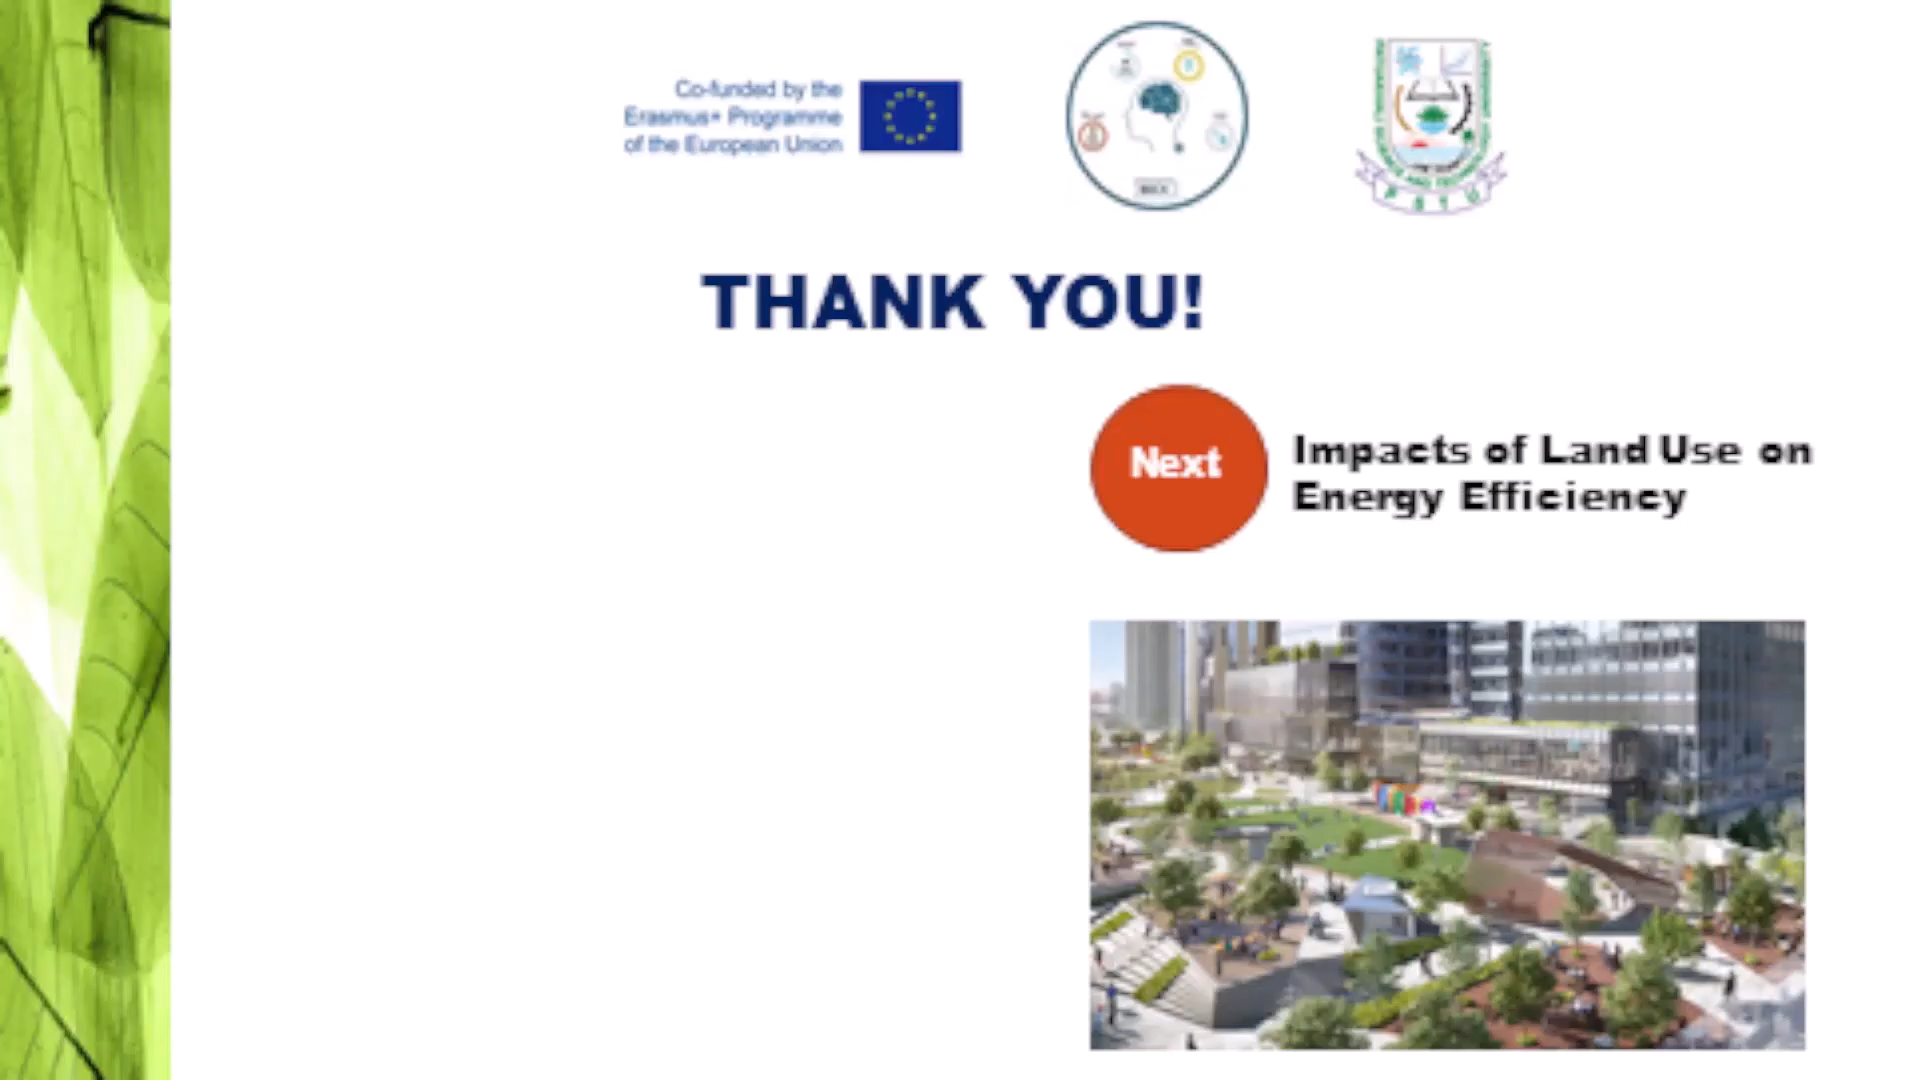 Co-funded by the
Erasmus+ Programme
of the European Union
P S T U
THANK YOU!
Next
Impacts of Land Use on
Energy Efficiency